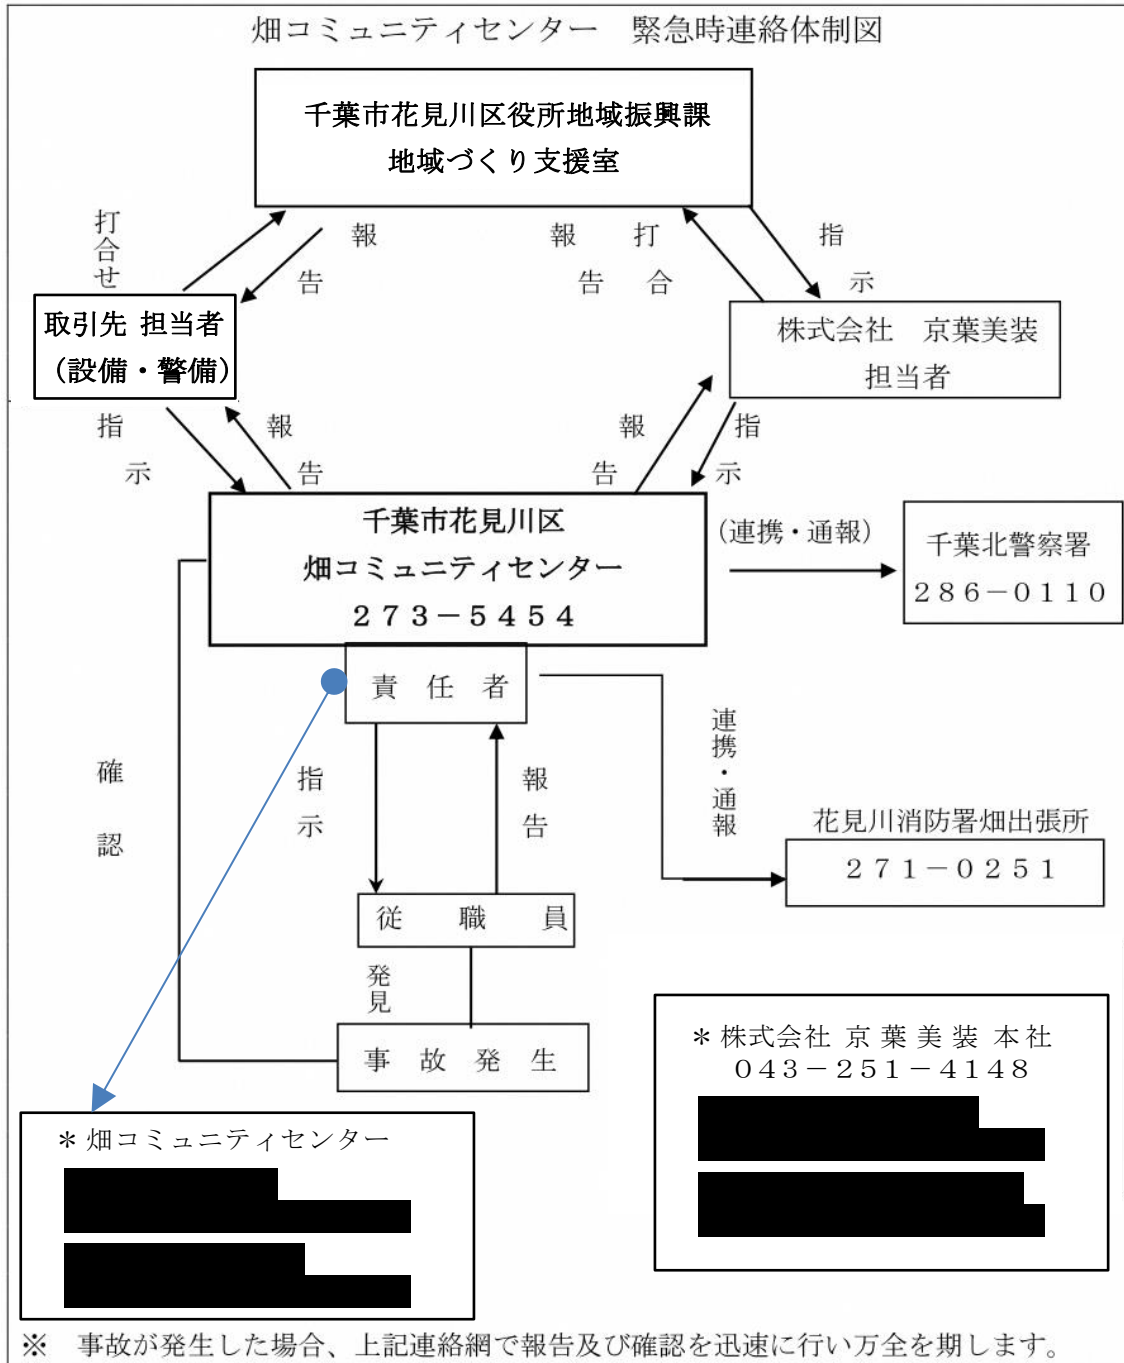 畑コミュニティセンター　緊急時連絡体制図
千葉市花見川区役所地域振興課
地域づくり支援室
打合せ
報告
報告
打合
指示
取引先 担当者
（設備・警備）
株式会社　京葉美装
担当者
指示
報告
報告
指示
千葉市花見川区
畑コミュニティセンター
２７３－５４５４
（連携・通報）
千葉北警察署
２８６－０１１０
責　任　者
確認
指示
報告
連携・通報
花見川消防署畑出張所
２７１－０２５１
従　職　員
発見
事　故　発　生
＊株式会社 京 葉 美 装 本 社
０４３－２５１－４１４８
＊畑コミュニティセンター
※　事故が発生した場合、上記連絡網で報告及び確認を迅速に行い万全を期します。